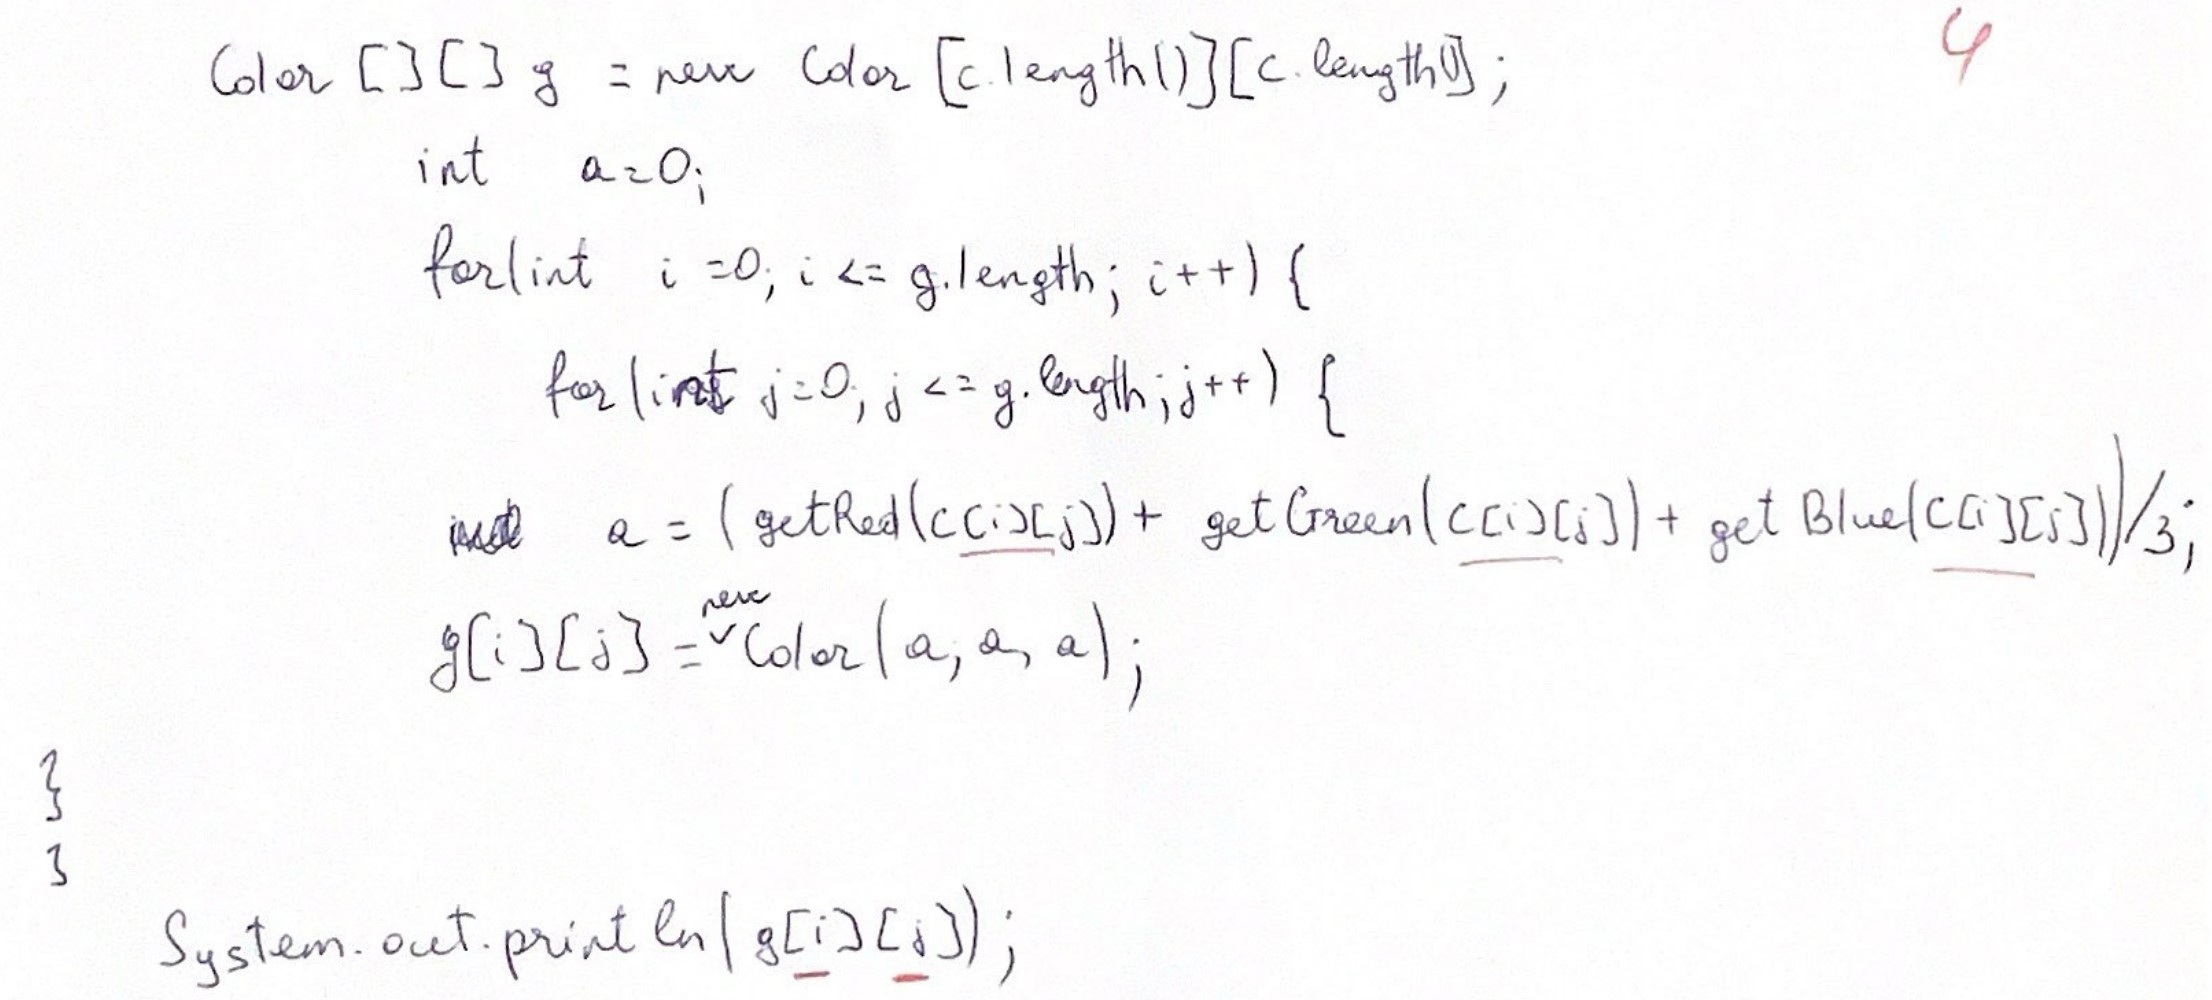 4
Color [][] g = new Color [c.length()][c.length()];
int a=0;
for(int i=0; i <= g.length; i++) {
for(int j=0; j <= g.length; j++) {
a = (getRed(c[i][j]) + getGreen(c[i][j]) + getBlue(c[i][j]))/3;
new
g[i][j] = Color(a, a, a);
}
}
System.out.println(g[i][j]);